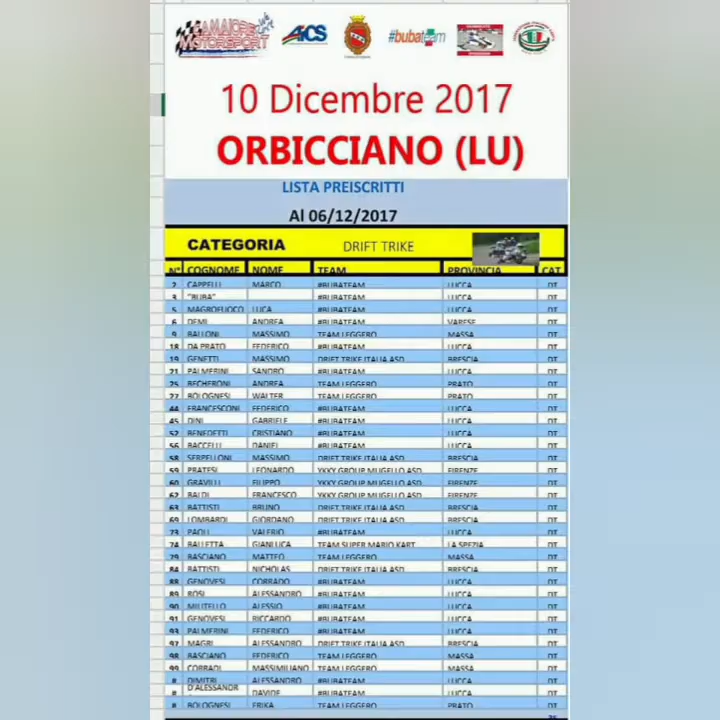 CAMAIORE
MOTORSPORT
AiCS
#bubateam
10 Dicembre 2017
ORBICCIANO (LU)
LISTA PREISCRITTI
Al 06/12/2017
CATEGORIA DRIFT TRIKE
N° COGNOME NOME TEAM PROVINCIA CAT
2 CAPPELLI MARCO #BUBATEAM LUCCA DT
3 "BUBA" #BUBATEAM LUCCA DT
5 MAGROFUOCO LUCA #BUBATEAM LUCCA DT
6 DEMI ANDREA #BUBATEAM VARESE DT
9 BALLONI MASSIMO TEAM LEGGERO MASSA DT
18 DA PRATO FEDERICO #BUBATEAM LUCCA DT
19 GENETTI MASSIMO DRIFT TRIKE ITALIA ASD BRESCIA DT
21 PALMERINI SANDRO #BUBATEAM LUCCA DT
25 BECHERONI ANDREA TEAM LEGGERO PRATO DT
27 BOLOGNESI WALTER TEAM LEGGERO PRATO DT
44 FRANCESCONI FEDERICO #BUBATEAM LUCCA DT
45 DINI GABRIELE #BUBATEAM LUCCA DT
52 BENEDETTI CRISTIANO #BUBATEAM LUCCA DT
56 BACCELLI DANIEL #BUBATEAM LUCCA DT
58 SERPELLONI MASSIMO DRIFT TRIKE ITALIA ASD BRESCIA DT
59 PRATESI LEONARDO YKKY GROUP MUGELLO ASD FIRENZE DT
60 GRAVILLI FILIPPO YKKY GROUP MUGELLO ASD FIRENZE DT
62 BALDI FRANCESCO YKKY GROUP MUGELLO ASD FIRENZE DT
63 BATTISTI BRUNO DRIFT TRIKE ITALIA ASD BRESCIA DT
69 LOMBARDI GIORDANO DRIFT TRIKE ITALIA ASD BRESCIA DT
73 PAOLI VALERIO #BUBATEAM LUCCA DT
74 BALLETTA GIANLUCA TEAM SUPER MARIO KART LA SPEZIA DT
79 BASCIANO MATTEO TEAM LEGGERO MASSA DT
84 BATTISTI NICHOLAS DRIFT TRIKE ITALIA ASD BRESCIA DT
88 GENOVESI CORRADO #BUBATEAM LUCCA DT
89 ROSI ALESSANDRO #BUBATEAM LUCCA DT
90 MILITELLO ALESSIO #BUBATEAM LUCCA DT
91 GENOVESI RICCARDO #BUBATEAM LUCCA DT
93 PALMERINI FEDERICO #BUBATEAM LUCCA DT
97 MAGRI ALESSANDRO DRIFT TRIKE ITALIA ASD BRESCIA DT
98 BASCIANO FEDERICO TEAM LEGGERO MASSA DT
99 CORRADI MASSIMILIANO TEAM LEGGERO MASSA DT
# DIMITRI ALESSANDRO #BUBATEAM LUCCA DT
# D'ALESSANDR DAVIDE #BUBATEAM LUCCA DT
# BOLOGNESI ERIKA #BUBATEAM PRATO DT